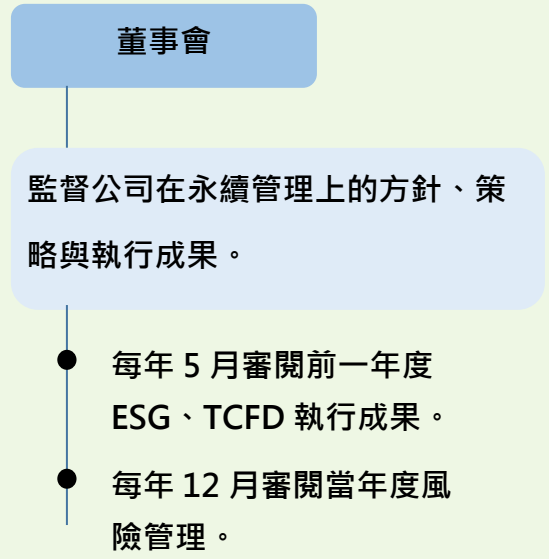 董事會
監督公司在永續管理上的方針、策
略與執行成果。
每年 5 月審閱前一年度
ESG、TCFD 執行成果。
每年 12 月審閱當年度風
險管理。